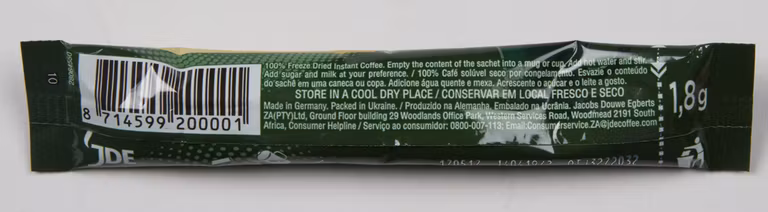 100% Freeze Dried Instant Coffee. Empty the content of the sachet into a mug or cup. Add hot water and stir.
Add sugar and milk at your preference. / 100% Café solúvel seco por congelamento. Esvazie o conteúdo
do sachê em uma caneca ou copa. Adicione água quente e mexa. Acrescente o açúcar e o leite a gosto.
STORE IN A COOL DRY PLACE / CONSERVAR EM LOCAL FRESCO E SECO
Made in Germany, Packed in Ukraine. / Produzido na Alemanha. Embalado na Ucrânia. Jacobs Douwe Egberts
ZA(PTY)Ltd, Ground Floor building 29 Woodlands Office Park, Western Services Road, Woodmead 2191 South
Africa, Consumer Helpline / Serviço ao consumidor: 0800-007-113; Email:Consumerservice.ZA@jdecoffee.com
1,8g
10
8 714599 200001
JDE